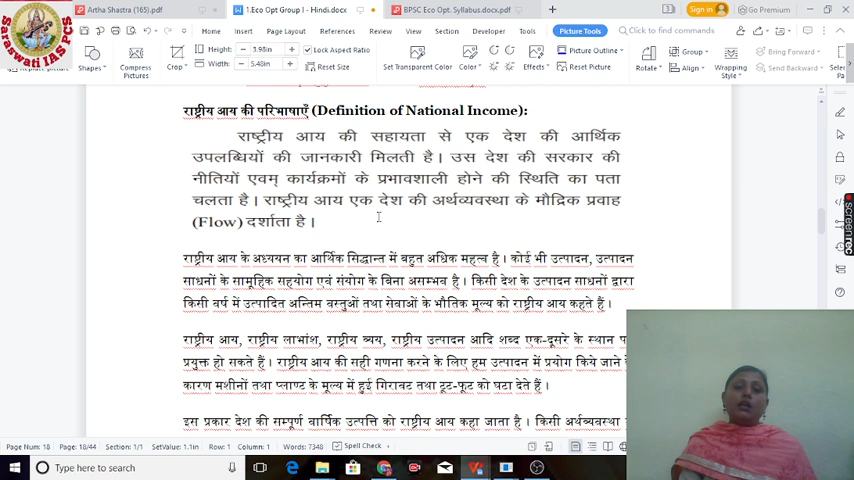 Saraswati IAS PCS
Artha Shastra (165).pdf
1.Eco Opt Group I - Hindi.docx
BPSC Eco Opt. Syllabus.docx.pdf
Sign in
Go Premium
Home
Insert
Page Layout
References
Review
View
Section
Tools
Picture Tools
Click to find commands
Shapes
Compress Pictures
Crop
Height:
3.98in
Width:
5.48in
Lock Aspect Ratio
Reset Size
Set Transparent Color
Color
Effects
Picture Outline
Reset Picture
Rotate
Group
Align
Wrapping Style
Bring Forward
Send Backward
राष्ट्रीय आय की परिभाषाएँ (Definition of National Income):
राष्ट्रीय आय की सहायता से एक देश की आर्थिक
उपलब्धियों की जानकारी मिलती है। उस देश की सरकार की
नीतियों एवम् कार्यक्रमों के प्रभावशाली होने की स्थिति का पता
चलता है। राष्ट्रीय आय एक देश की अर्थव्यवस्था के मौद्रिक प्रवाह
(Flow) दर्शाता है।
राष्ट्रीय आय के अध्ययन का आर्थिक सिद्धान्त में बहुत अधिक महत्व है। कोई भी उत्पादन, उत्पादन
साधनों के सामूहिक सहयोग एवं संयोग के बिना असम्भव है। किसी देश के उत्पादन साधनों द्वारा
किसी वर्ष में उत्पादित अन्तिम वस्तुओं तथा सेवाओं के भौतिक मूल्य को राष्ट्रीय आय कहते हैं।
राष्ट्रीय आय, राष्ट्रीय लाभांश, राष्ट्रीय व्यय, राष्ट्रीय उत्पादन आदि शब्द एक-दूसरे के स्थान
प्रयुक्त हो सकते हैं। राष्ट्रीय आय की सही गणना करने के लिए हम उत्पादन में प्रयोग किये जाने
कारण मशीनों तथा प्लाण्ट के मूल्य में हुई गिरावट तथा टूट-फूट को घटा देते हैं।
इस प्रकार देश की सम्पूर्ण वार्षिक उत्पत्ति को राष्ट्रीय आय कहा जाता है। किसी अर्थव्यवस्था
screenrec
Page Num: 18
Page: 18/44
Section: 1/1
SetValue: 1.1in
Row: 1
Column: 1
Words: 7348
Spell Check
Type here to search